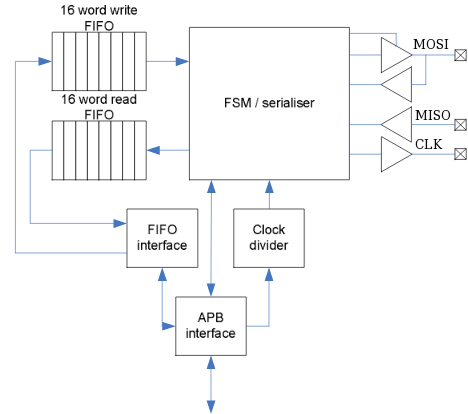 16 word write
FIFO
MOSI
FSM / serialiser
16 word read
FIFO
MISO
CLK
FIFO
interface
Clock
divider
APB
interface